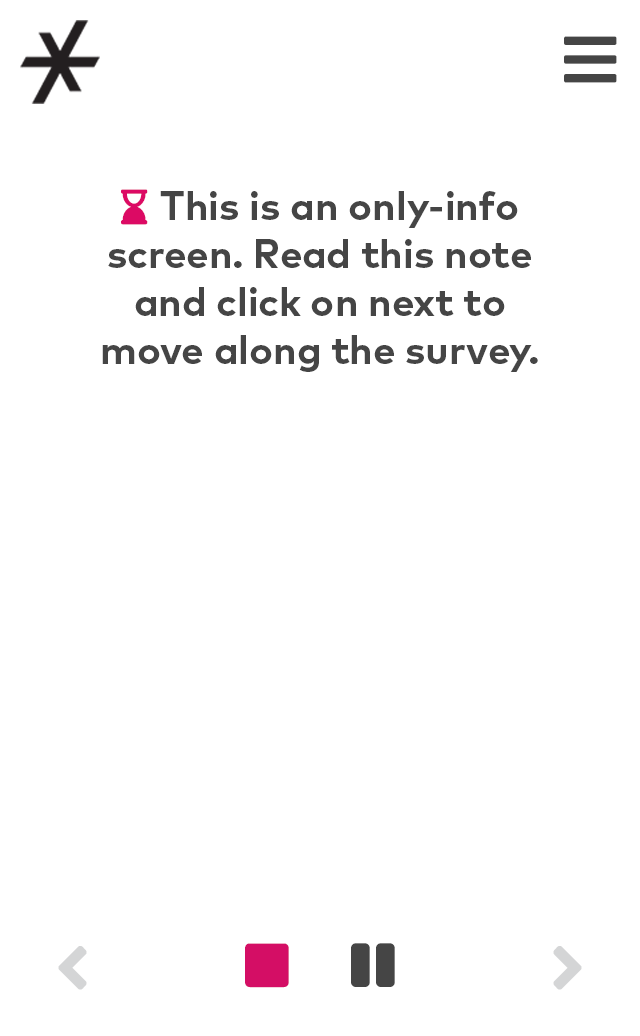 This is an only-info
screen. Read this note
and click on next to
move along the survey.